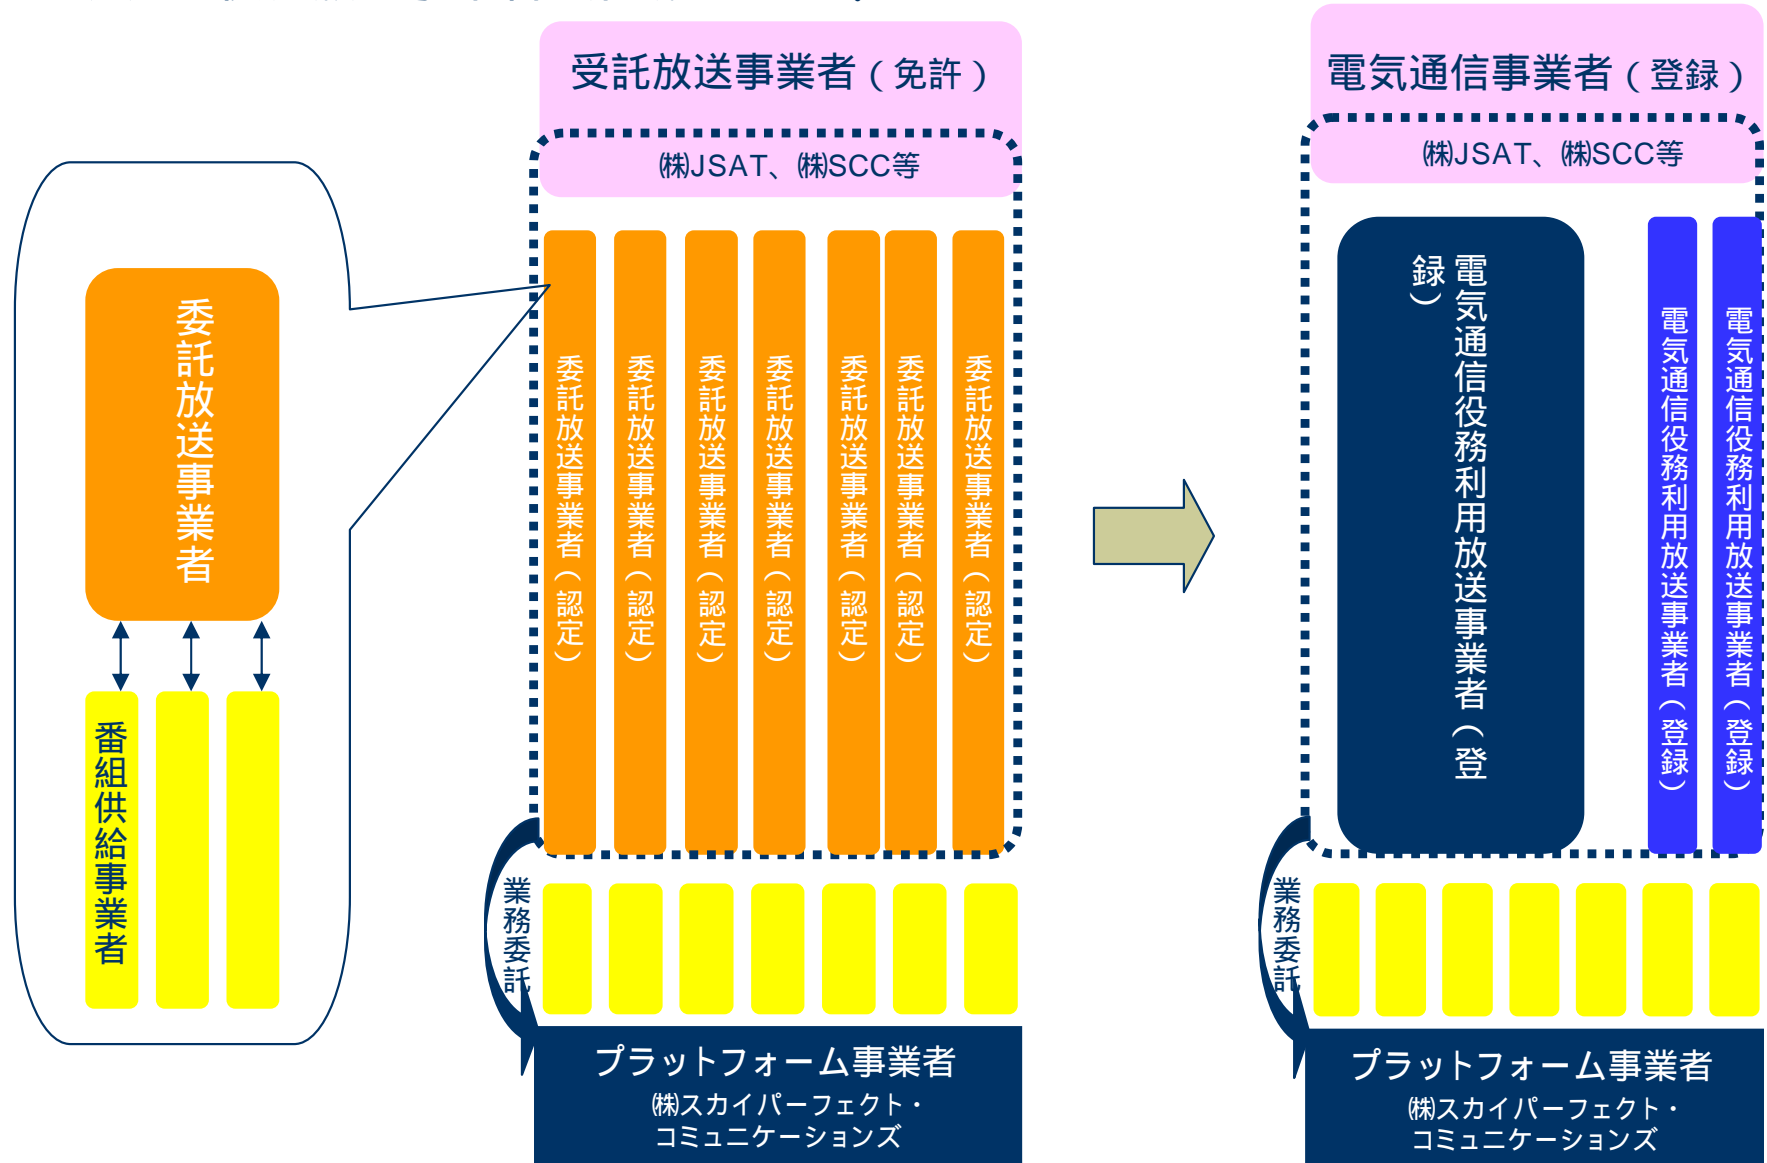 受託放送事業者（免許）
㈱JSAT、㈱SCC等
電気通信事業者（登録）
㈱JSAT、㈱SCC等
委託放送事業者
番組供給事業者
委託放送事業者（認定）
委託放送事業者（認定）
委託放送事業者（認定）
委託放送事業者（認定）
委託放送事業者（認定）
委託放送事業者（認定）
委託放送事業者（認定）
電気通信役務利用放送事業者（登
録）
電気通信役務利用放送事業者（登録）
電気通信役務利用放送事業者（登録）
業務委託
業務委託
プラットフォーム事業者
㈱スカイパーフェクト・
コミュニケーションズ
プラットフォーム事業者
㈱スカイパーフェクト・
コミュニケーションズ